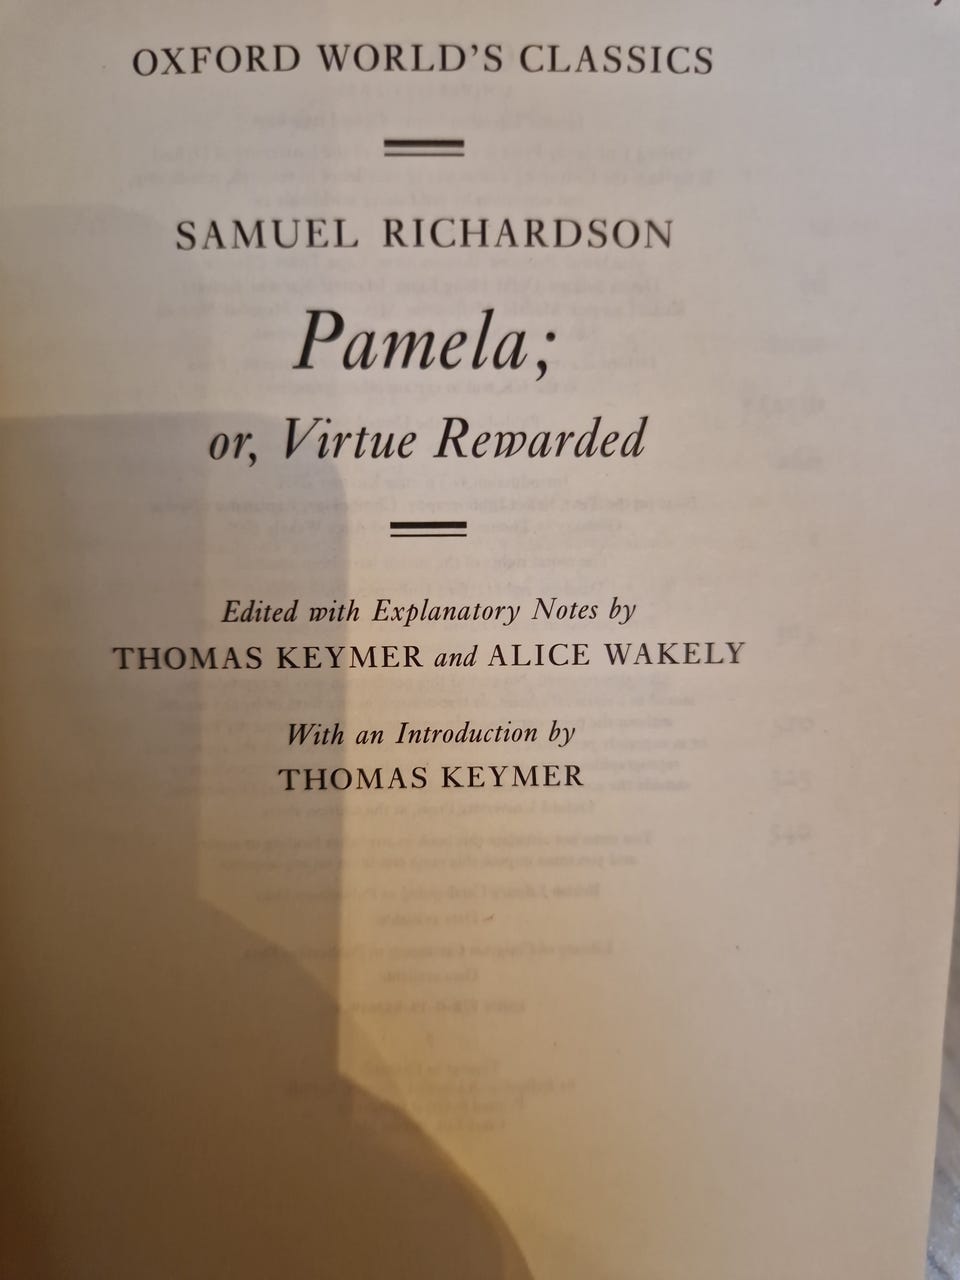 OXFORD WORLD'S CLASSICS
SAMUEL RICHARDSON
Pamela;
or, Virtue Rewarded
Edited with Explanatory Notes by
THOMAS KEYMER and ALICE WAKELY
With an Introduction by
THOMAS KEYMER